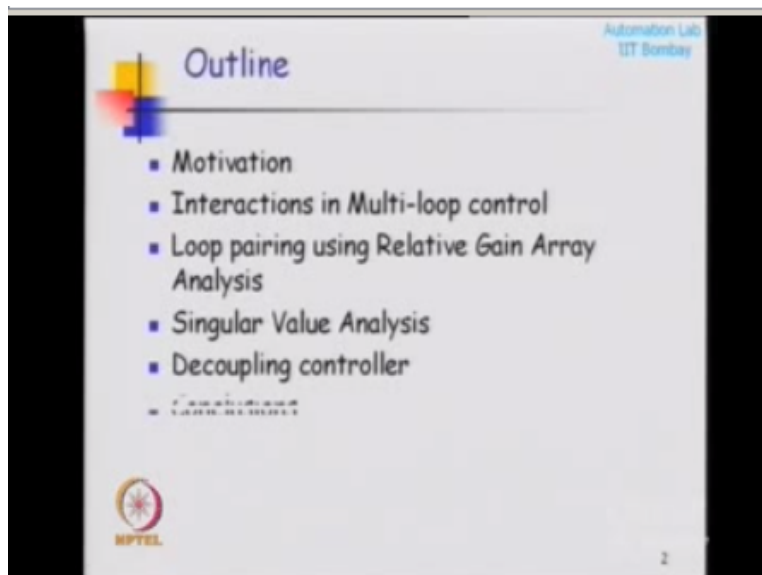 Automation Lab
IIT Bombay
Outline
Motivation
Interactions in Multi-loop control
Loop pairing using Relative Gain Array
Analysis
Singular Value Analysis
Decoupling controller
NPTEL
2